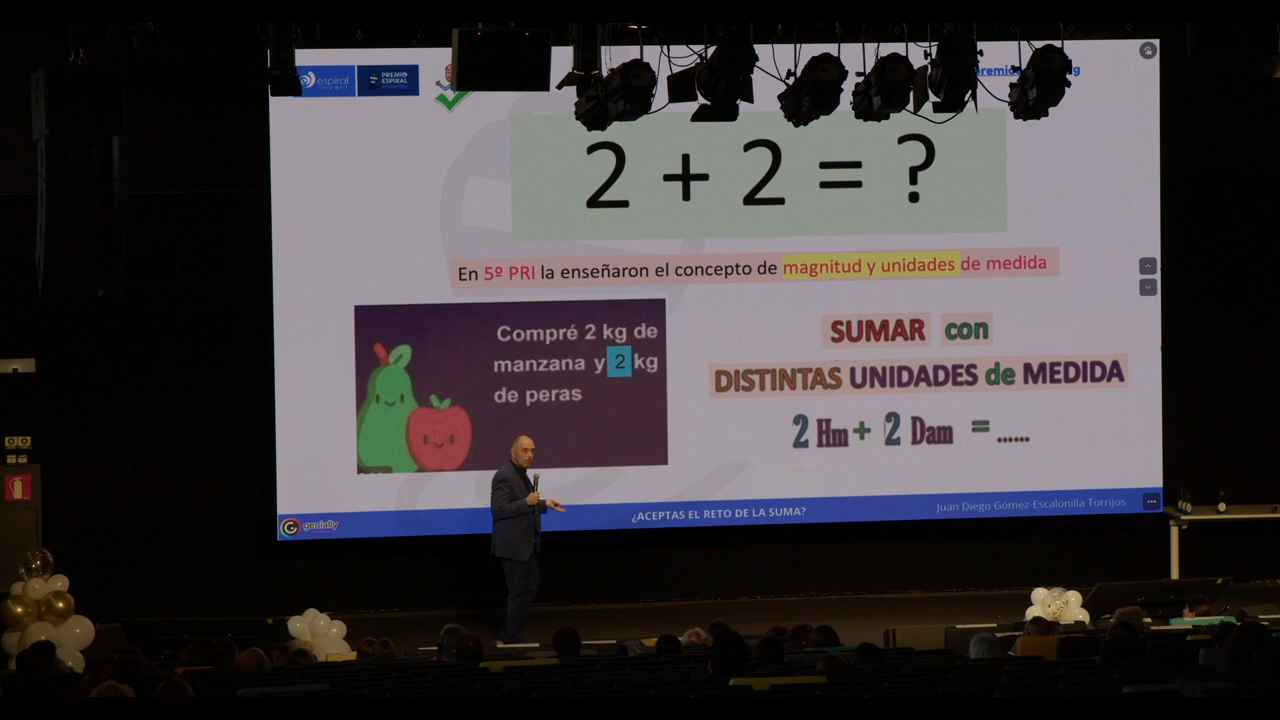 espiral
PREMIO
ESPIRAL
2 + 2 = ?
En 5º PRI la enseñaron el concepto de magnitud y unidades de medida
Compré 2 kg de
manzana y 2 kg
de peras
SUMAR con
DISTINTAS UNIDADES de MEDIDA
2 Hm + 2 Dam = ......
genially
¿ACEPTAS EL RETO DE LA SUMA?
Juan Diego Gómez-Escalonilla Torrijos